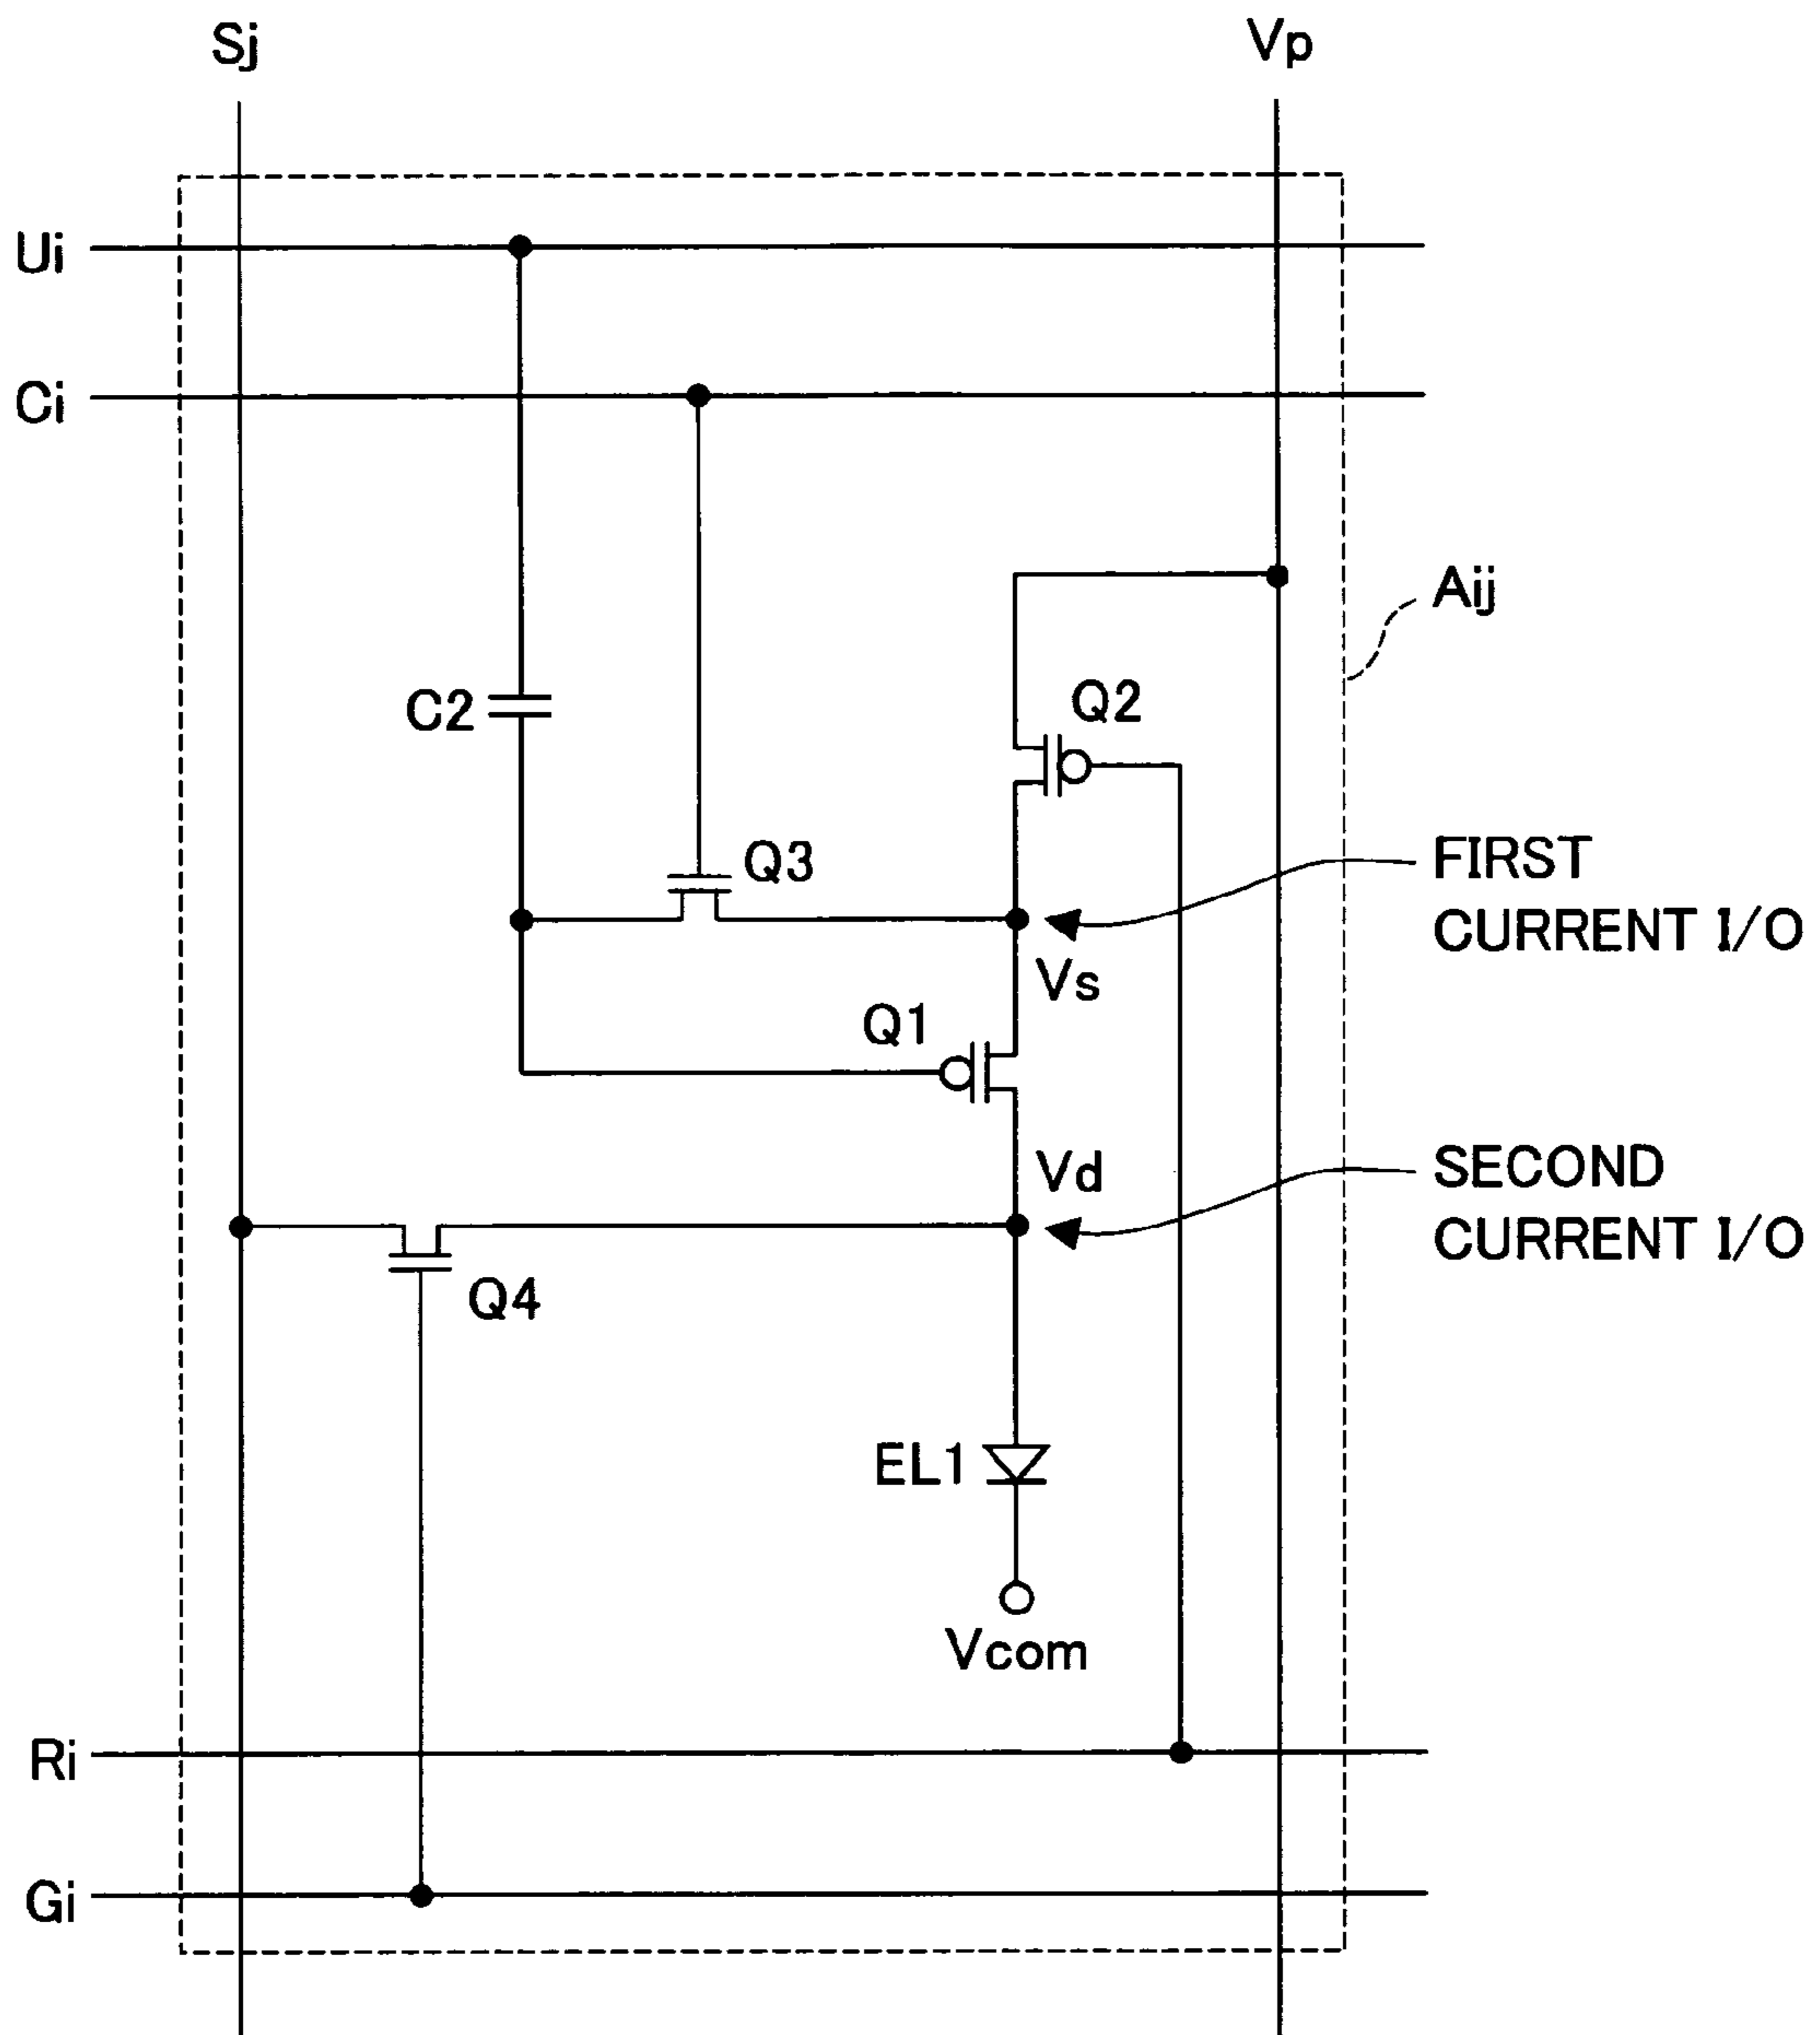 Sj
Vp
Ui
Ci
Aij
C2
Q2
Q3
FIRST
CURRENT I/O
Vs
Q1
Vd
SECOND
CURRENT I/O
Q4
EL1
Vcom
Ri
Gi